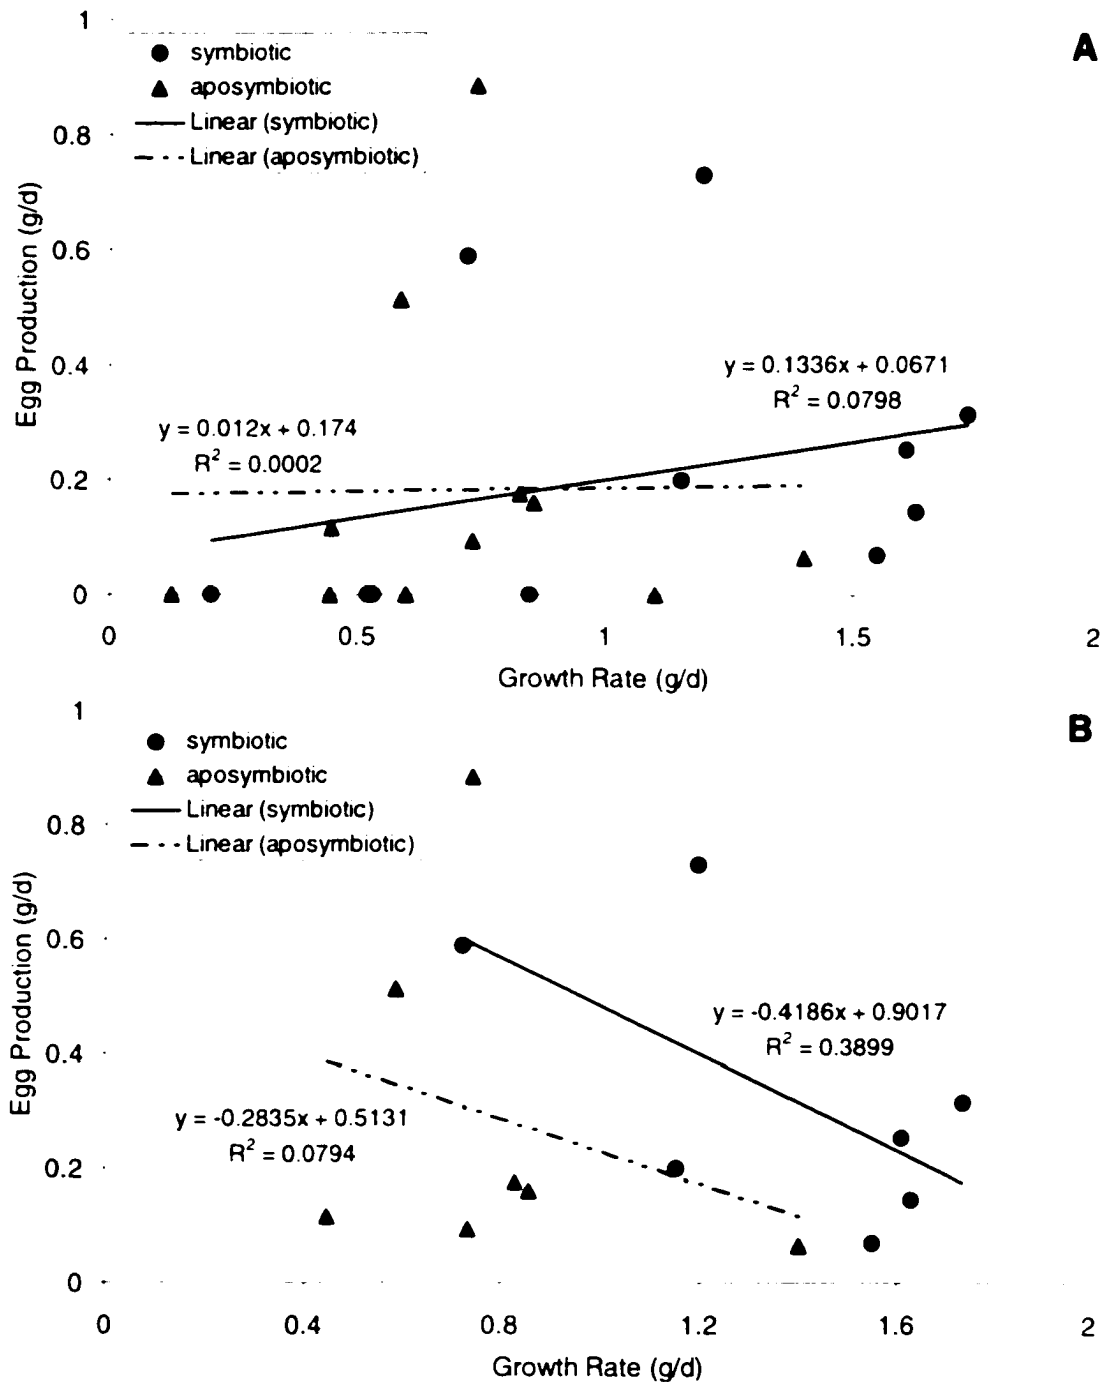 1
A
symbiotic
aposymbiotic
Linear (symbiotic)
0.8
Linear (aposymbiotic)
Egg Production (g/d)
0.6
0.4
y = 0.1336x + 0.0671
R² = 0.0798
y = 0.012x + 0.174
R² = 0.0002
0.2
0
0 0.5 1 1.5 2
Growth Rate (g/d)
1
B
symbiotic
aposymbiotic
Linear (symbiotic)
0.8
Linear (aposymbiotic)
Egg Production (g/d)
0.6
y = -0.4186x + 0.9017
R² = 0.3899
0.4
y = -0.2835x + 0.5131
R² = 0.0794
0.2
0
0 0.4 0.8 1.2 1.6 2
Growth Rate (g/d)